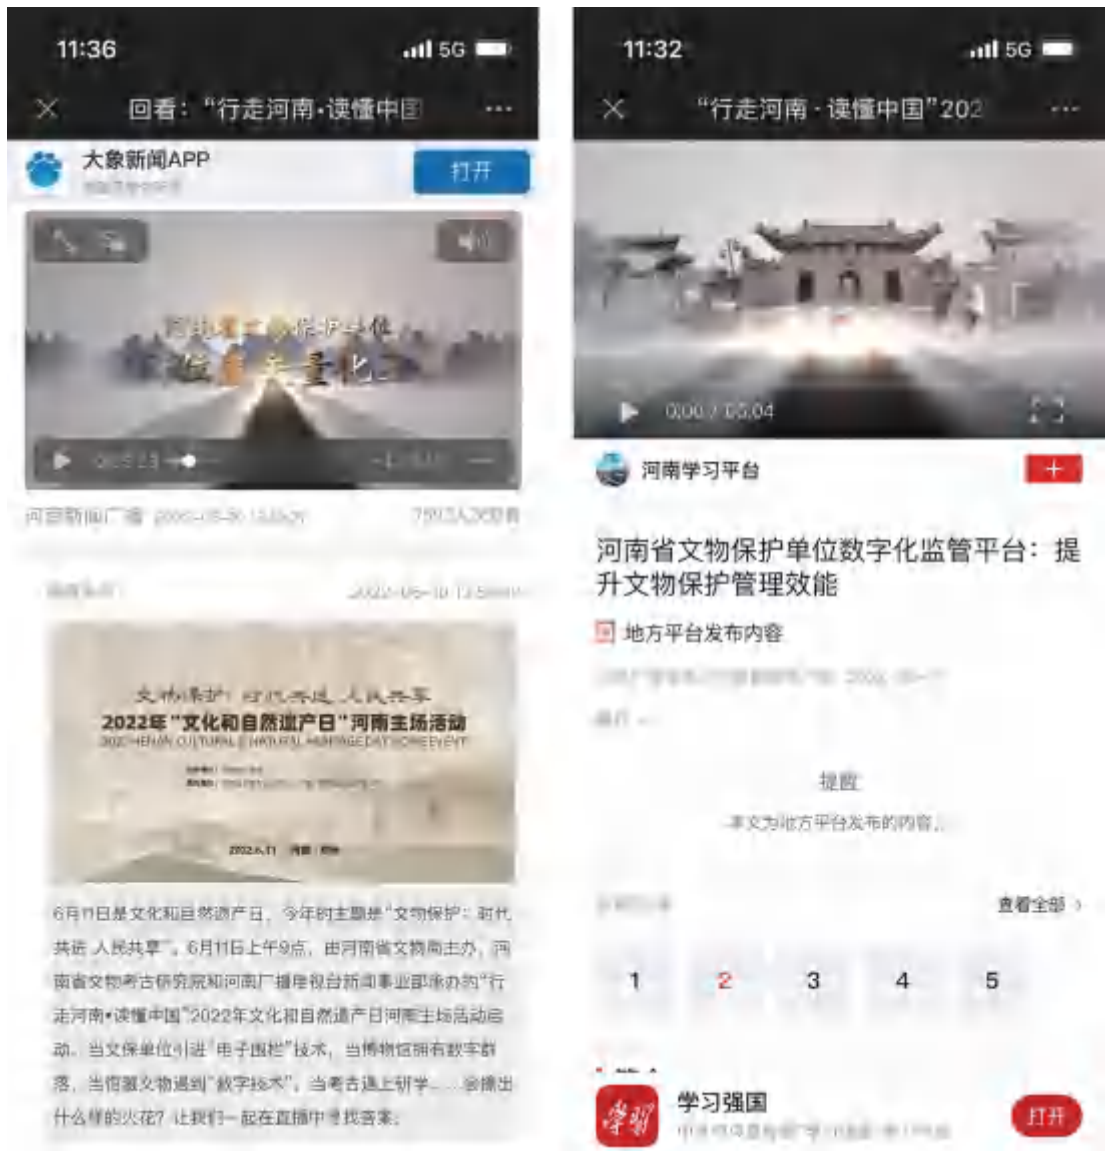 11:36
5G
回看：“行走河南·读懂中国
大象新闻APP
打开
2022年“文化和自然遗产日”河南主场活动
2022.6.11
6月11日是文化和自然遗产日，今年的主题是“文物保护：时代
共进 人民共享”。6月11日上午9点，由河南省文物局主办，河
南省文物考古研究院和河南广播电视台新闻事业部承办的“行
走河南•读懂中国”2022年文化和自然遗产日河南主场活动启
动。当文保单位引进“电子围栏”技术，当博物馆拥有数字群
落，当馆藏文物遇到“数字技术”，当考古遇上研学……会擦出
什么样的火花？让我们一起在直播中寻找答案。
11:32
5G
“行走河南·读懂中国”202
河南学习平台
河南省文物保护单位数字化监管平台：提
升文物保护管理效能
地方平台发布内容
提醒
本文为地方平台发布的内容
查看全部
1 2 3 4 5
学习强国
打开